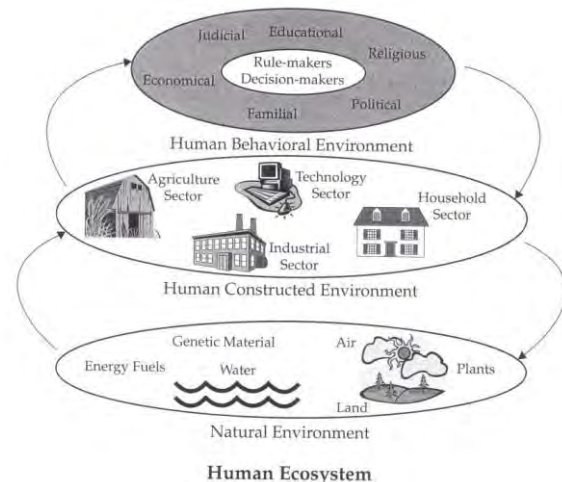 Judicial
Educational
Religious
Economical
Rule-makers
Decision-makers
Political
Familial
Human Behavioral Environment
Agriculture
Sector
Technology
Sector
Household
Sector
Industrial
Sector
Human Constructed Environment
Genetic Material
Air
Energy Fuels
Water
Plants
Land
Natural Environment
Human Ecosystem